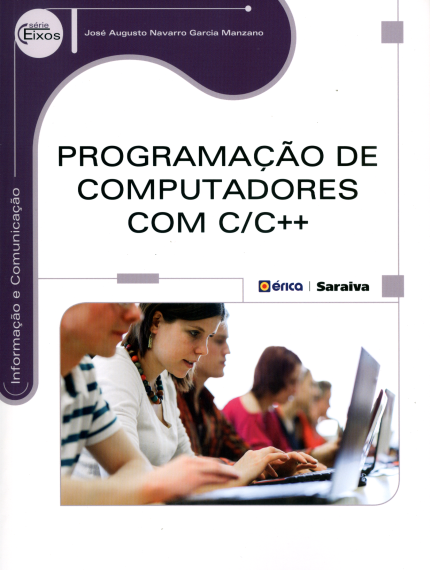 série
Eixos
José Augusto Navarro Garcia Manzano
PROGRAMAÇÃO DE
COMPUTADORES
COM C/C++
Informação e Comunicação
érica | Saraiva